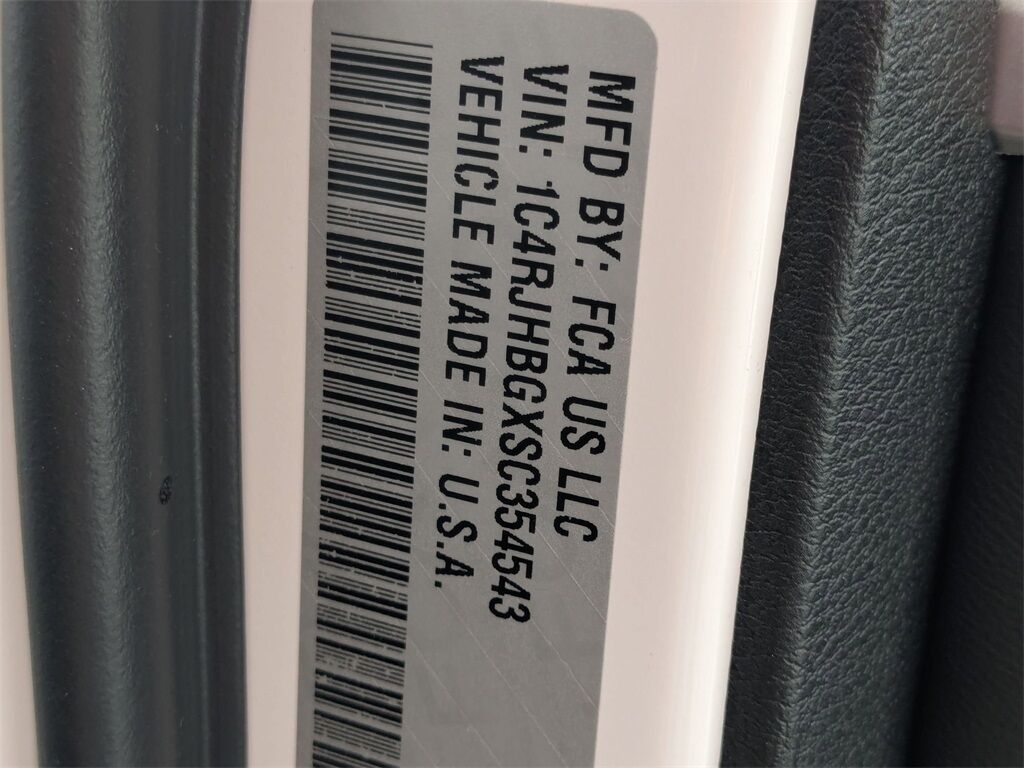 MFD BY: FCA US LLC
VIN: 1C4RJHBGXSC354543
VEHICLE MADE IN: U.S.A.